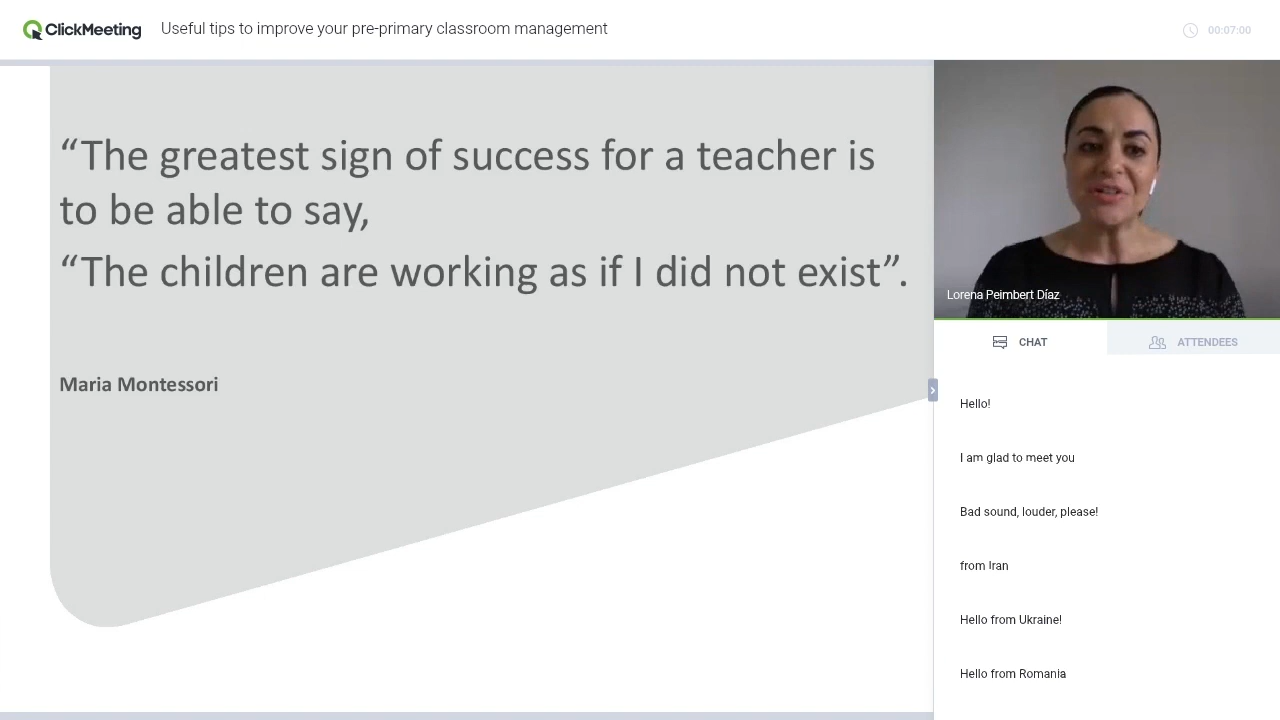 ClickMeeting
Useful tips to improve your pre-primary classroom management
00:07:00
“The greatest sign of success for a teacher is
to be able to say,
“The children are working as if I did not exist”.
Maria Montessori
Lorena Peimbert Díaz
CHAT
ATTENDEES
Hello!
I am glad to meet you
Bad sound, louder, please!
from Iran
Hello from Ukraine!
Hello from Romania